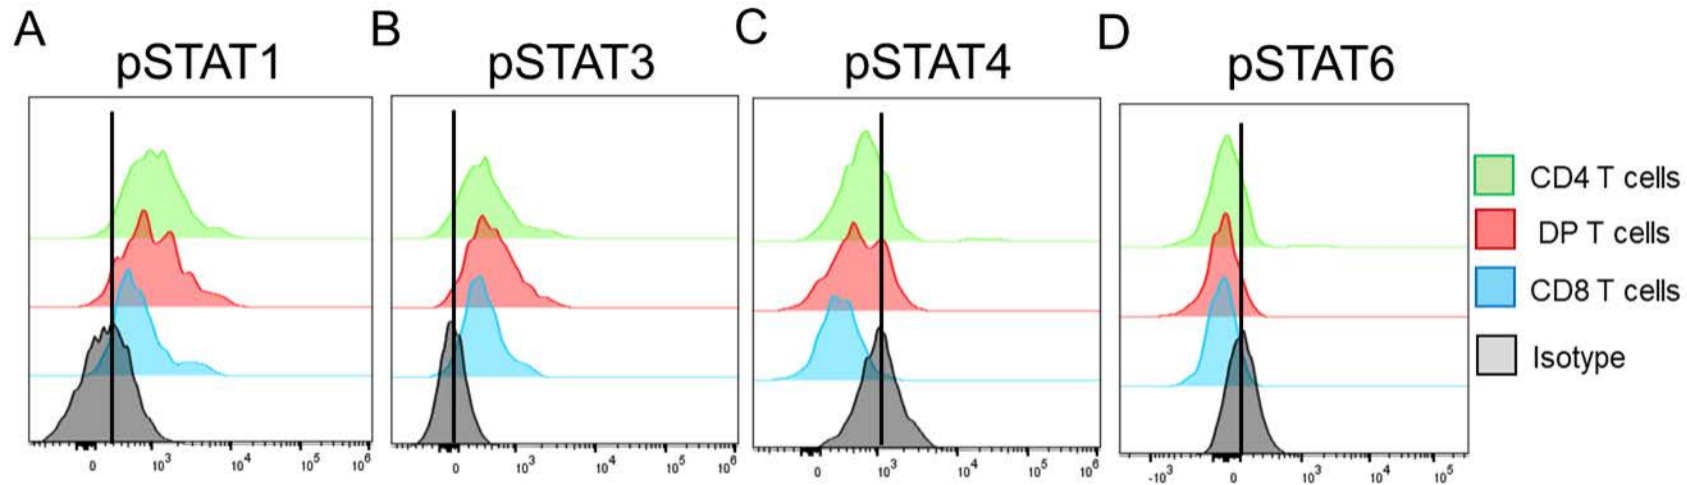 A
pSTAT1
B
pSTAT3
C
pSTAT4
D
pSTAT6
CD4 T cells
DP T cells
CD8 T cells
Isotype
0 10³ 10⁴ 10⁵ 10⁶
0 10³ 10⁴ 10⁵ 10⁶
0 10³ 10⁴ 10⁵ 10⁶
-10³ 0 10³ 10⁴ 10⁵